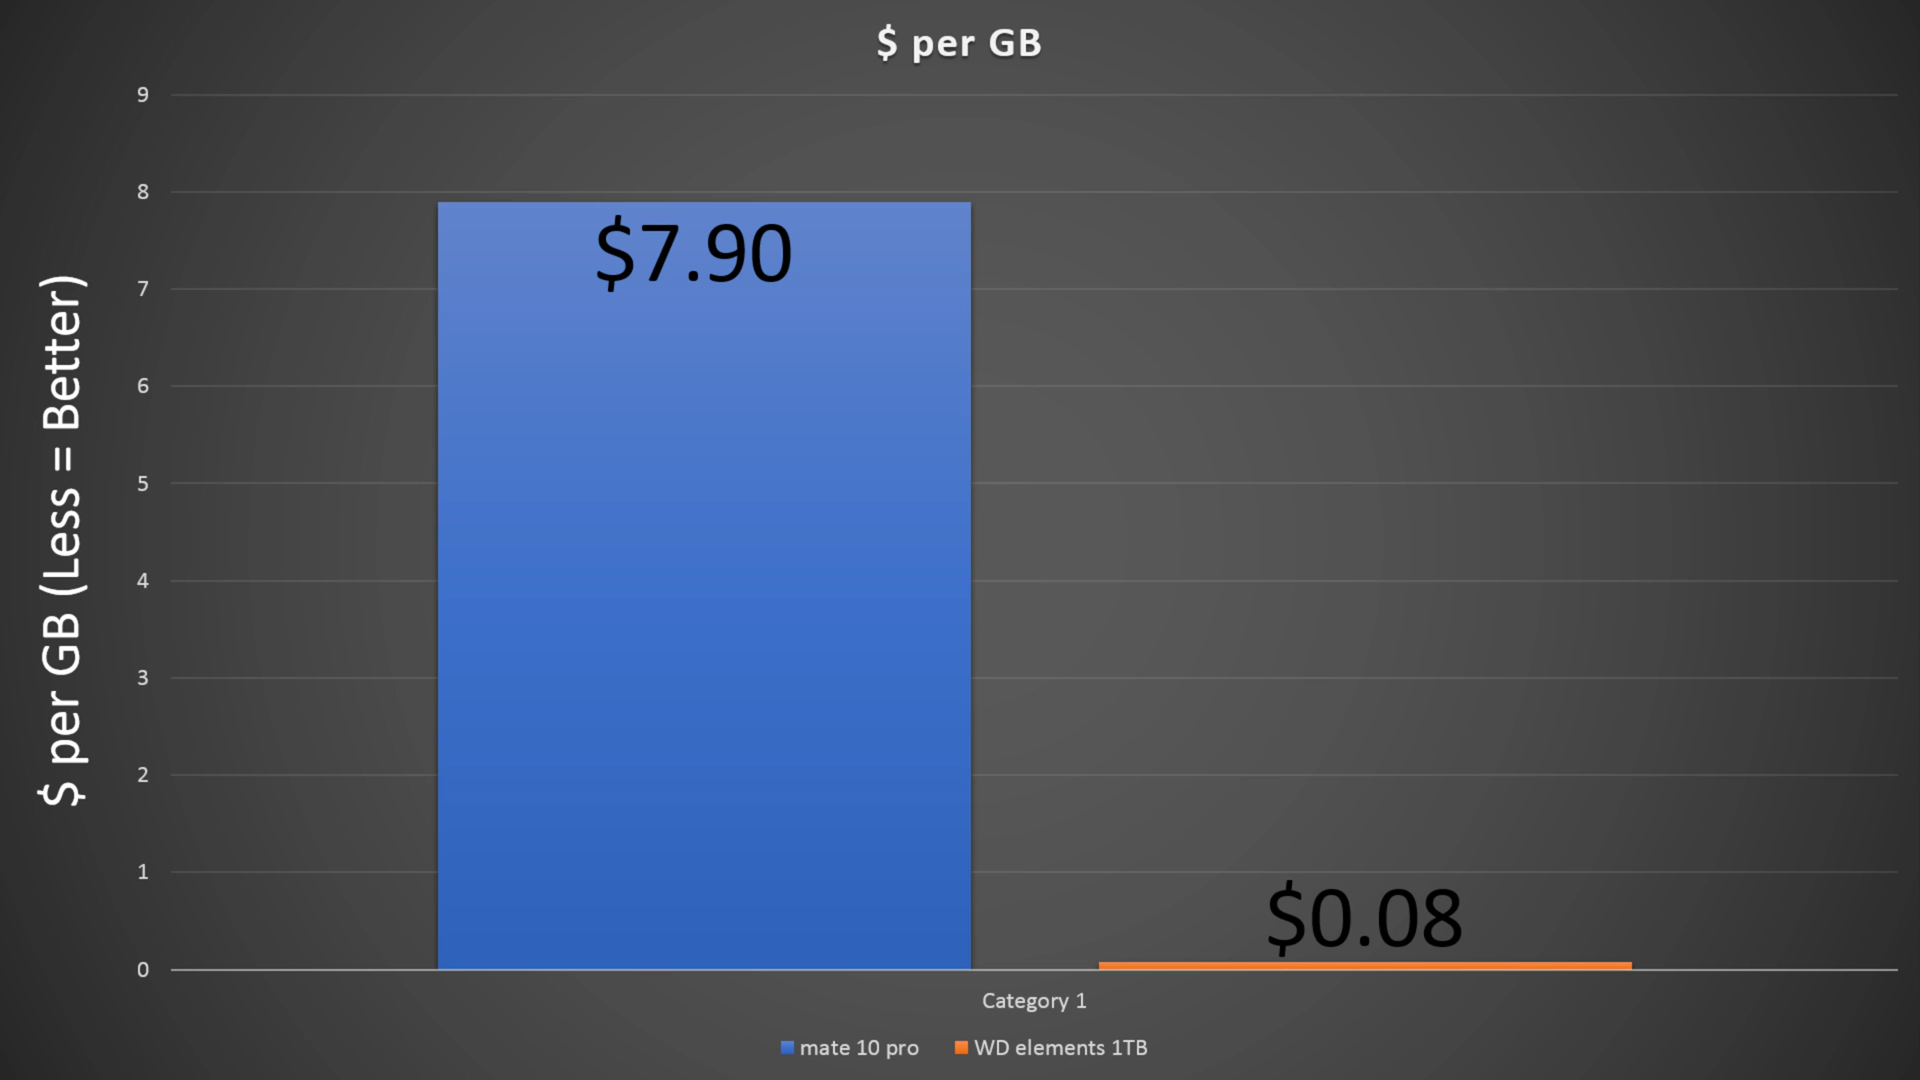 $ per GB
$ per GB (Less = Better)
9
8
7
6
5
4
3
2
1
0
$7.90
$0.08
Category 1
mate 10 pro
WD elements 1TB